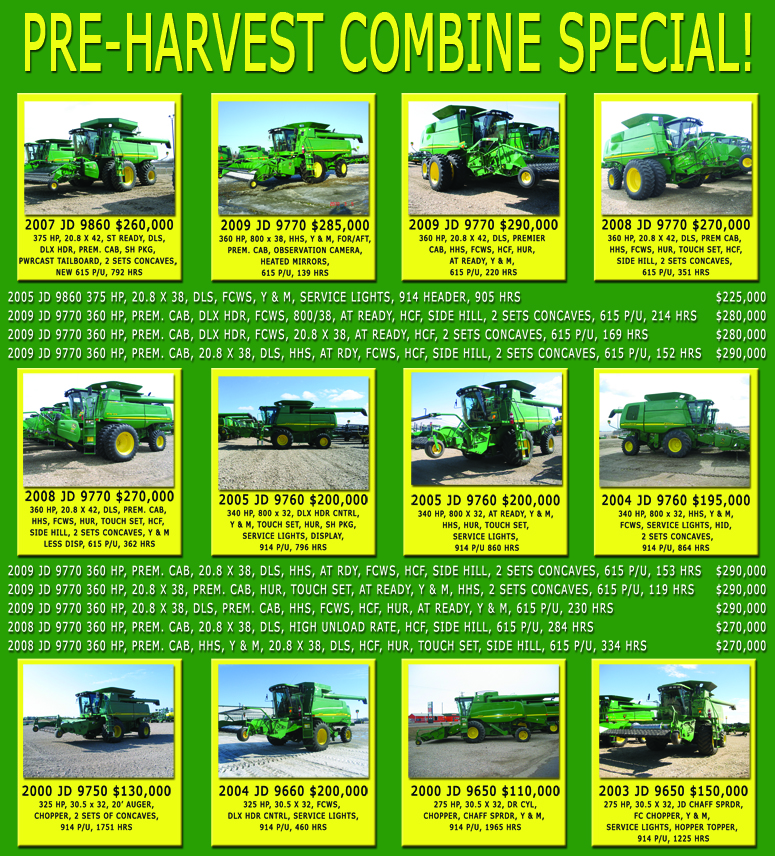 PRE-HARVEST COMBINE SPECIAL!
2007 JD 9860 $260,000
375 HP, 20.8 X 42, ST READY, DLS,
DLX HDR, PREM. CAB, SH PKG,
PWRCAST TAILBOARD, 2 SETS CONCAVES,
NEW 615 P/U, 792 HRS
2009 JD 9770 $285,000
360 HP, 800 x 38, HHS, Y & M, FOR/AFT,
PREM. CAB, OBSERVATION CAMERA,
HEATED MIRRORS,
615 P/U, 139 HRS
2009 JD 9770 $290,000
360 HP, 20.8 X 42, DLS, PREMIER
CAB, HHS, FCWS, HCF, HUR,
AT READY, Y & M,
615 P/U, 220 HRS
2008 JD 9770 $270,000
360 HP, 20.8 X 42, DLS, PREM CAB,
HHS, FCWS, HUR, TOUCH SET, HCF,
SIDE HILL, 2 SETS CONCAVES,
615 P/U, 351 HRS
2005 JD 9860 375 HP, 20.8 X 38, DLS, FCWS, Y & M, SERVICE LIGHTS, 914 HEADER, 905 HRS $225,000
2009 JD 9770 360 HP, PREM. CAB, DLX HDR, FCWS, 800/38, AT READY, HCF, SIDE HILL, 2 SETS CONCAVES, 615 P/U, 214 HRS $280,000
2009 JD 9770 360 HP, PREM. CAB, DLX HDR, FCWS, 20.8 X 38, AT READY, HCF, 2 SETS CONCAVES, 615 P/U, 169 HRS $280,000
2009 JD 9770 360 HP, PREM. CAB, 20.8 X 38, DLS, HHS, AT RDY, FCWS, HCF, SIDE HILL, 2 SETS CONCAVES, 615 P/U, 152 HRS $290,000
2008 JD 9770 $270,000
360 HP, 20.8 X 42, DLS, PREM. CAB,
HHS, FCWS, HUR, TOUCH SET, HCF,
SIDE HILL, 2 SETS CONCAVES, Y & M
LESS DISP, 615 P/U, 362 HRS
2005 JD 9760 $200,000
340 HP, 800 x 32, DLX HDR CNTRL,
Y & M, TOUCH SET, HUR, SH PKG,
SERVICE LIGHTS, DISPLAY,
914 P/U, 796 HRS
2005 JD 9760 $200,000
340 HP, 800 X 32, AT READY, Y & M,
HHS, HUR, TOUCH SET,
SERVICE LIGHTS,
914 P/U 860 HRS
2004 JD 9760 $195,000
340 HP, 800 x 32, HHS, Y & M,
FCWS, SERVICE LIGHTS, HID,
2 SETS CONCAVES,
914 P/U, 864 HRS
2009 JD 9770 360 HP, PREM. CAB, 20.8 X 38, DLS, HHS, AT RDY, FCWS, HCF, SIDE HILL, 2 SETS CONCAVES, 615 P/U, 153 HRS $290,000
2009 JD 9770 360 HP, 20.8 X 38, PREM. CAB, HUR, TOUCH SET, AT READY, Y & M, HHS, 2 SETS CONCAVES, 615 P/U, 119 HRS $290,000
2009 JD 9770 360 HP, 20.8 X 38, DLS, PREM. CAB, HHS, FCWS, HCF, HUR, AT READY, Y & M, 615 P/U, 230 HRS $290,000
2008 JD 9770 360 HP, PREM. CAB, 20.8 X 38, DLS, HIGH UNLOAD RATE, HCF, SIDE HILL, 615 P/U, 284 HRS $270,000
2008 JD 9770 360 HP, PREM. CAB, HHS, Y & M, 20.8 X 38, DLS, HCF, HUR, TOUCH SET, SIDE HILL, 615 P/U, 334 HRS $270,000
2000 JD 9750 $130,000
325 HP, 30.5 x 32, 20' AUGER,
CHOPPER, 2 SETS OF CONCAVES,
914 P/U, 1751 HRS
2004 JD 9660 $200,000
325 HP, 30.5 X 32, FCWS,
DLX HDR CNTRL, SERVICE LIGHTS,
914 P/U, 460 HRS
2000 JD 9650 $110,000
275 HP, 30.5 X 32, DR CYL,
CHOPPER, CHAFF SPRDR, Y & M,
914 P/U, 1965 HRS
2003 JD 9650 $150,000
275 HP, 30.5 X 32, JD CHAFF SPRDR,
FC CHOPPER, Y & M,
SERVICE LIGHTS, HOPPER TOPPER,
914 P/U, 1225 HRS